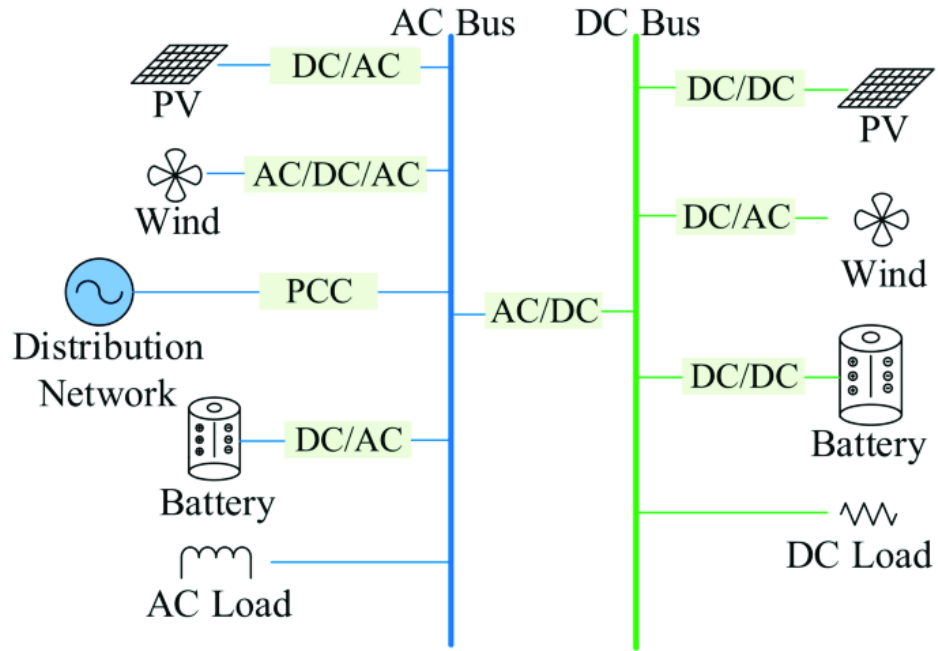 AC Bus
DC Bus
DC/AC
PV
AC/DC/AC
Wind
PCC
Distribution
Network
DC/AC
Battery
AC Load
AC/DC
DC/DC
PV
DC/AC
Wind
DC/DC
Battery
DC Load